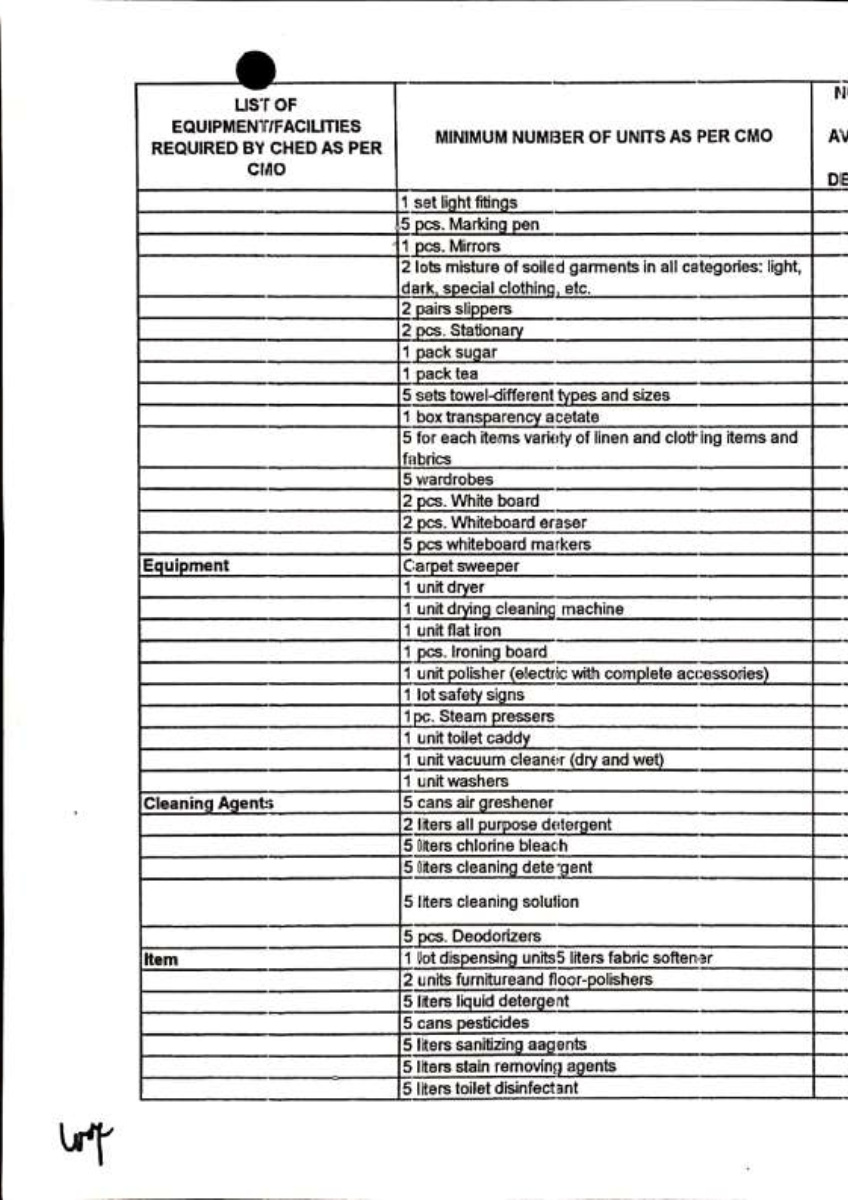 LIST OF
EQUIPMENT/FACILITIES
REQUIRED BY CHED AS PER
CMO
MINIMUM NUMBER OF UNITS AS PER CMO
1 set light fitings
5 pcs. Marking pen
1 pcs. Mirrors
2 lots misture of soiled garments in all categories: light,
dark, special clothing, etc.
2 pairs slippers
2 pcs. Stationary
1 pack sugar
1 pack tea
5 sets towel-different types and sizes
1 box transparency acetate
5 for each items variety of linen and clothing items and
fabrics
5 wardrobes
2 pcs. White board
2 pcs. Whiteboard eraser
5 pcs whiteboard markers
Equipment
Carpet sweeper
1 unit dryer
1 unit drying cleaning machine
1 unit flat iron
1 pcs. Ironing board
1 unit polisher (electric with complete accessories)
1 lot safety signs
1pc. Steam pressers
1 unit toilet caddy
1 unit vacuum cleaner (dry and wet)
1 unit washers
Cleaning Agents
5 cans air greshener
2 liters all purpose detergent
5 liters chlorine bleach
5 liters cleaning detergent
5 liters cleaning solution
5 pcs. Deodorizers
Item
1 lot dispensing units5 liters fabric softener
2 units furnitureand floor-polishers
5 liters liquid detergent
5 cans pesticides
5 liters sanitizing aagents
5 liters stain removing agents
5 liters toilet disinfectant